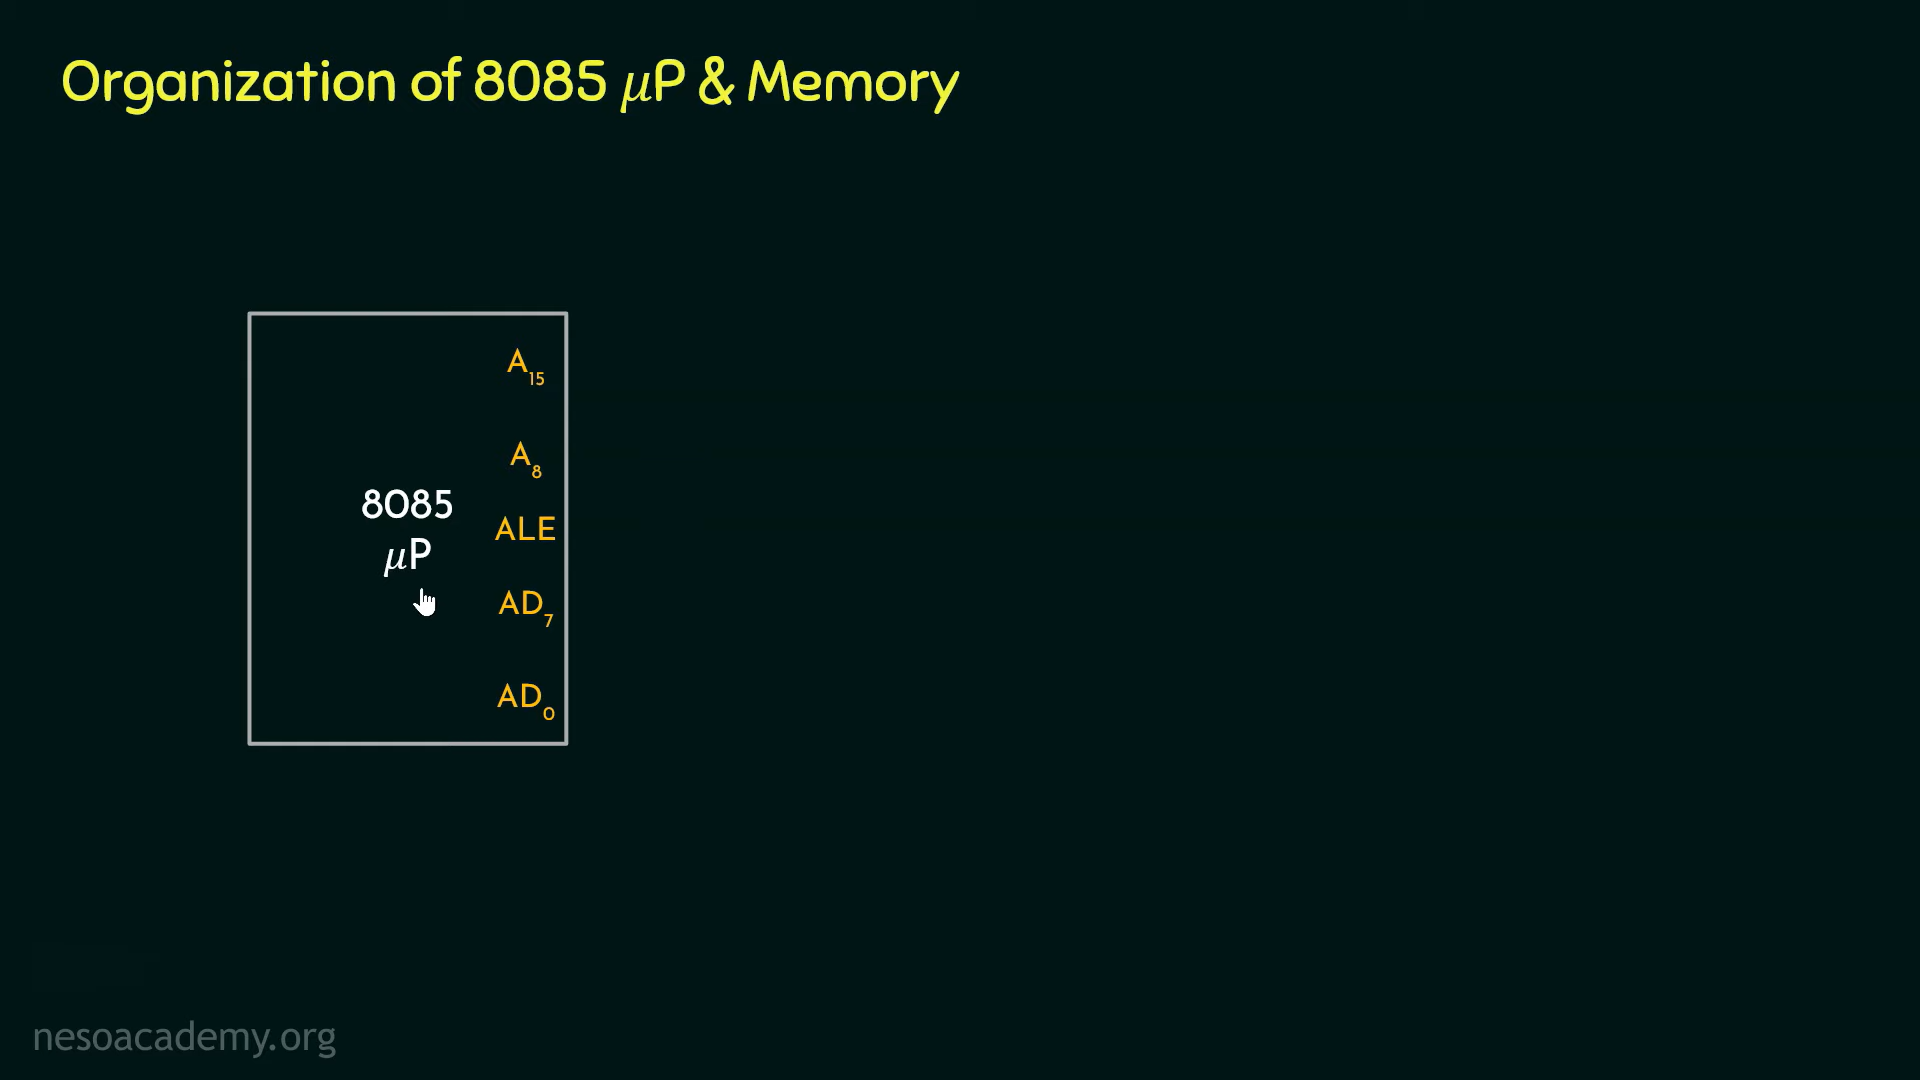 Organization of 8085 μP & Memory
A₁₅
A₈
8085
ALE
μP
AD₇
AD₀
nesoacademy.org